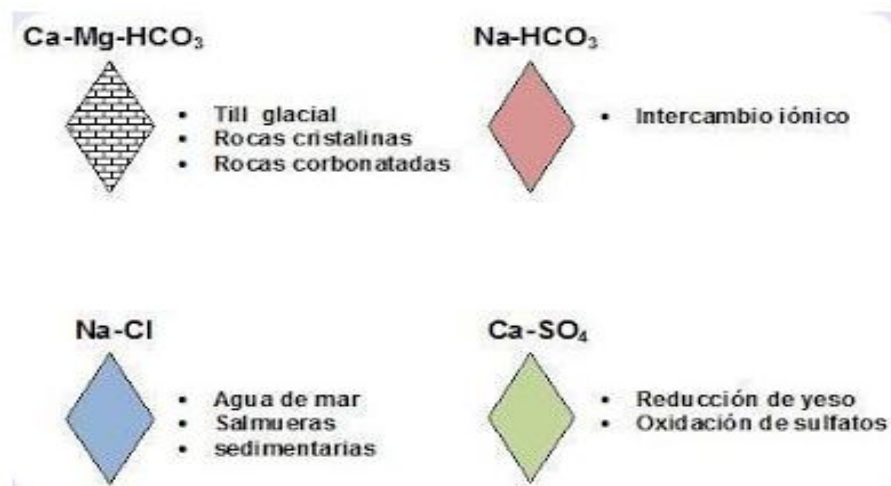 Ca-Mg-HCO₃
• Till glacial
• Rocas cristalinas
• Rocas corbonatadas
Na-HCO₃
• Intercambio iónico
Na-Cl
• Agua de mar
• Salmueras
• sedimentarias
Ca-SO₄
• Reducción de yeso
• Oxidación de sulfatos